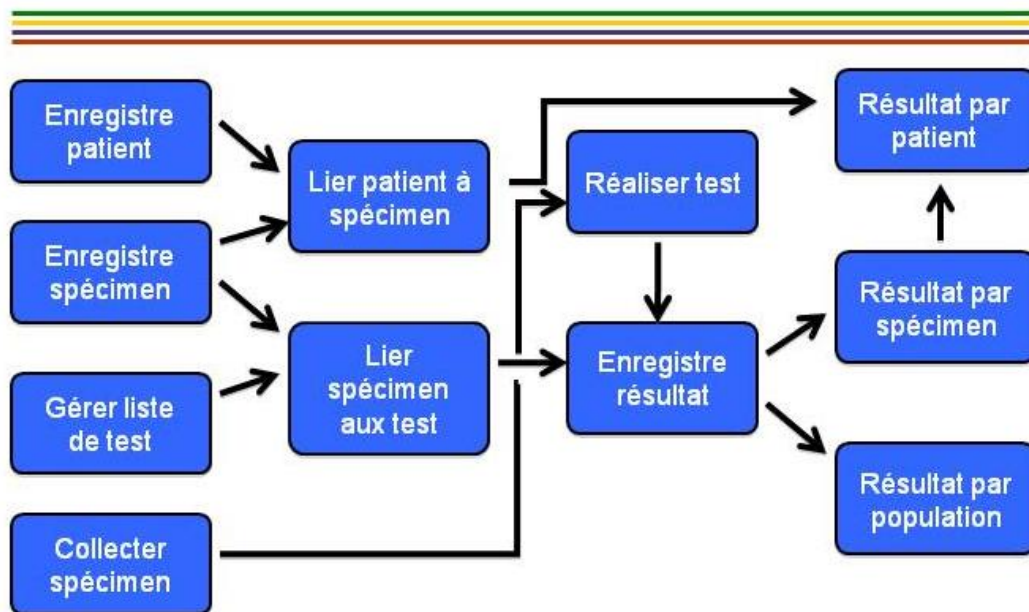 Enregistre
patient
Enregistre
spécimen
Gérer liste
de test
Collecter
spécimen
Lier patient à
spécimen
Lier
spécimen
aux test
Réaliser test
Enregistre
résultat
Résultat par
patient
Résultat par
spécimen
Résultat par
population